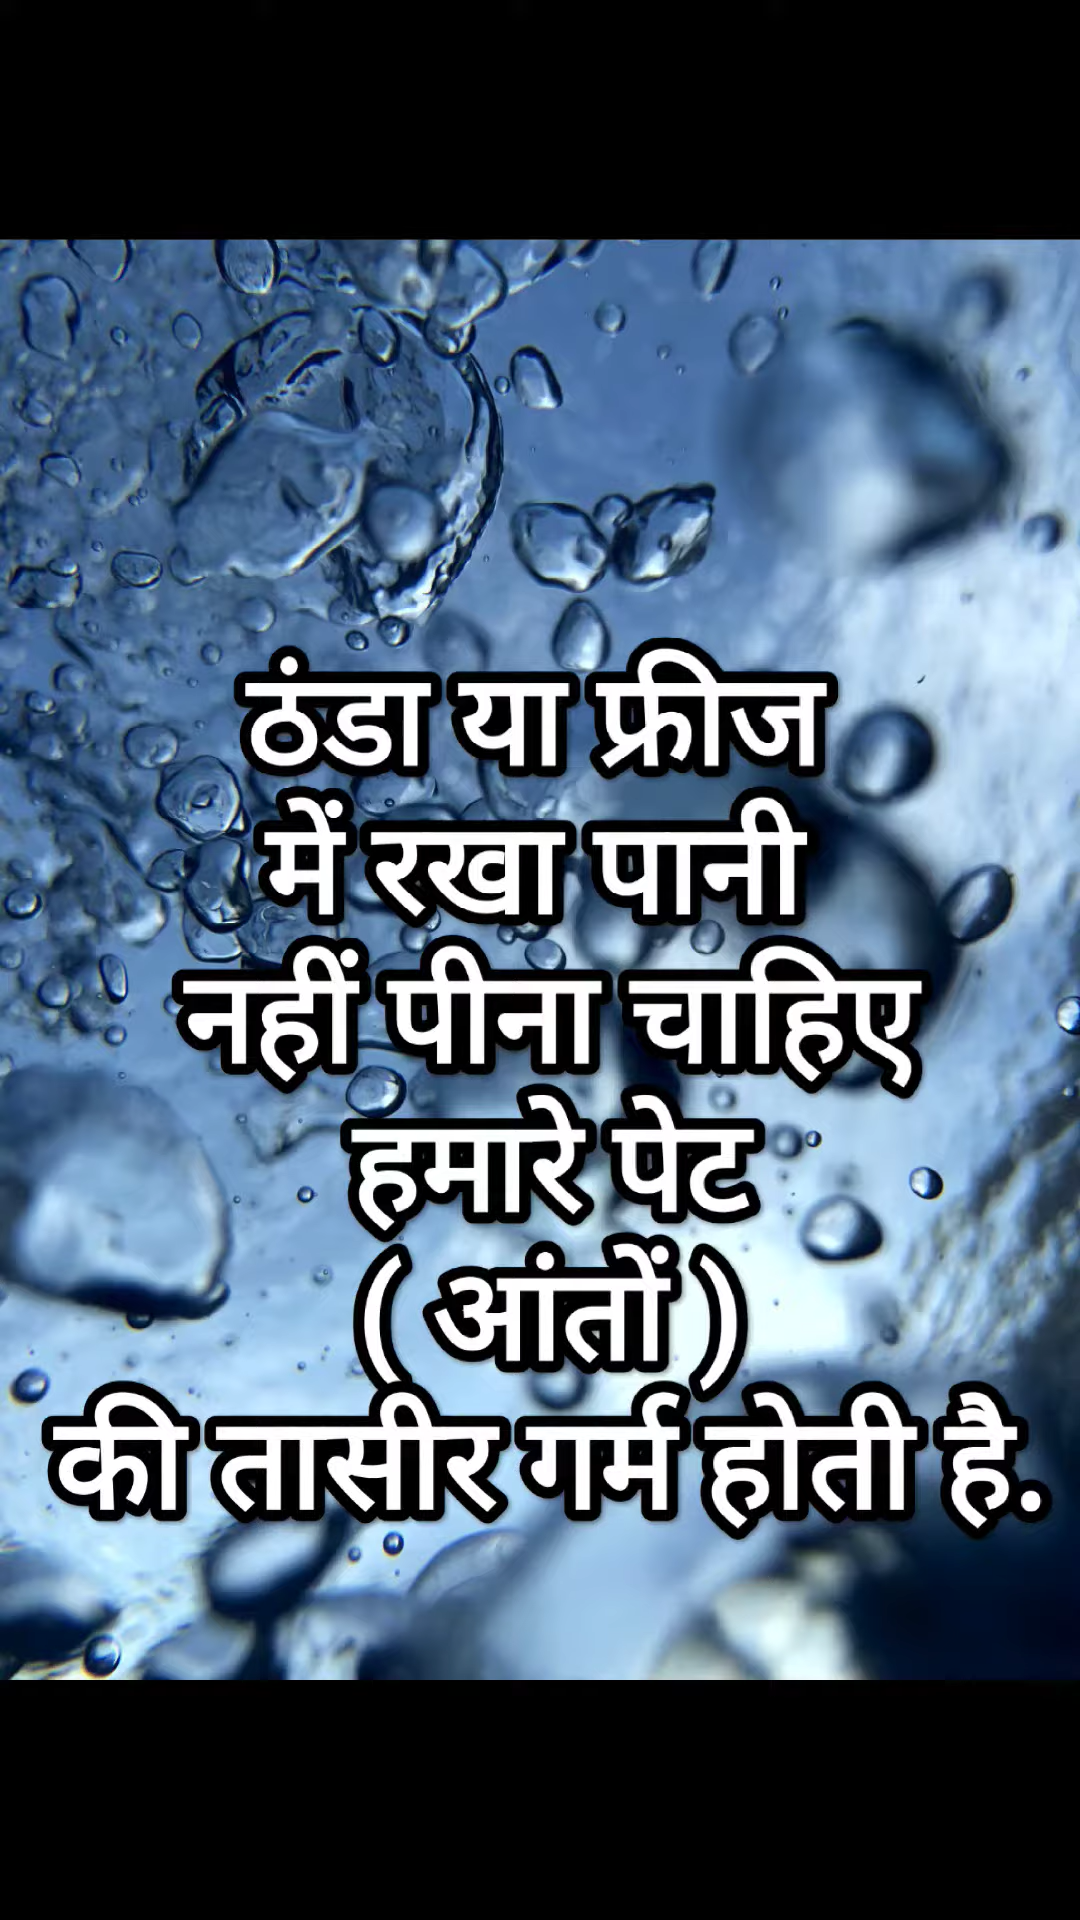 ठंडा या फ्रीज
में रखा पानी
नहीं पीना चाहिए
हमारे पेट
( आंतों )
की तासीर गर्म होती है.